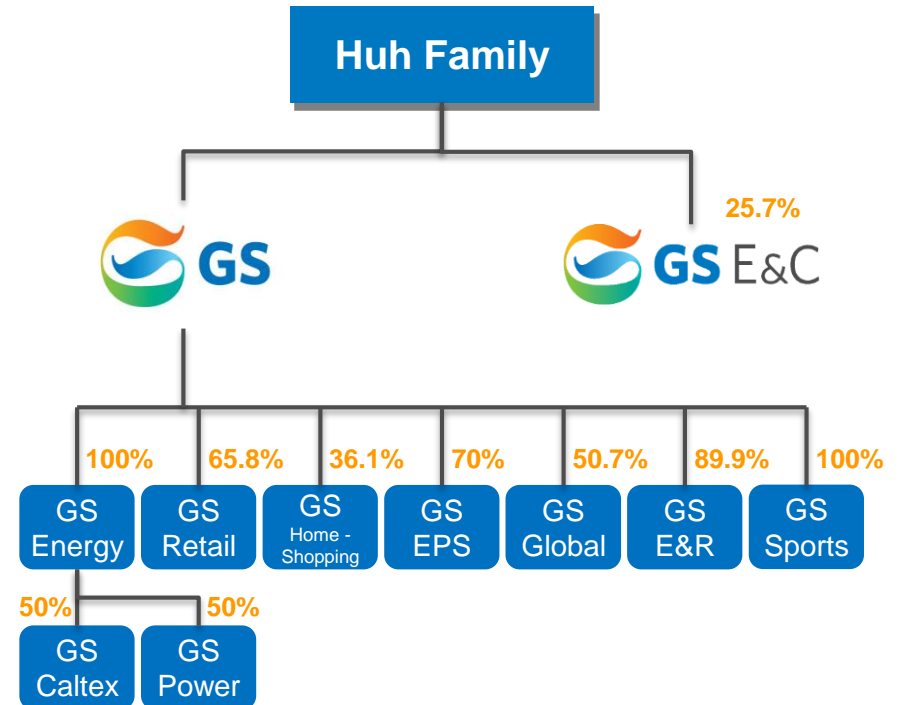 Huh Family
25.7%
GS
GS E&C
100%
65.8%
36.1%
70%
50.7%
89.9%
100%
GS
Energy
GS
Retail
GS
Home -
Shopping
GS
EPS
GS
Global
GS
E&R
GS
Sports
50%
50%
GS
Caltex
GS
Power